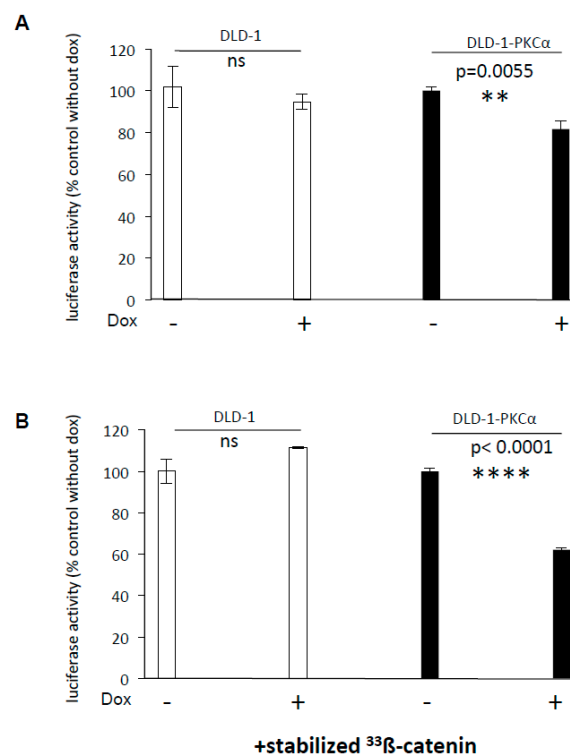 A
DLD-1
DLD-1-PKCα
ns
p=0.0055
**
luciferase activity (% control without dox)
120
100
80
60
40
20
0
Dox - + - +
B
DLD-1
DLD-1-PKCα
ns
p< 0.0001
****
luciferase activity (% control without dox)
120
100
80
60
40
20
0
Dox - + - +
+stabilized ³³ß-catenin